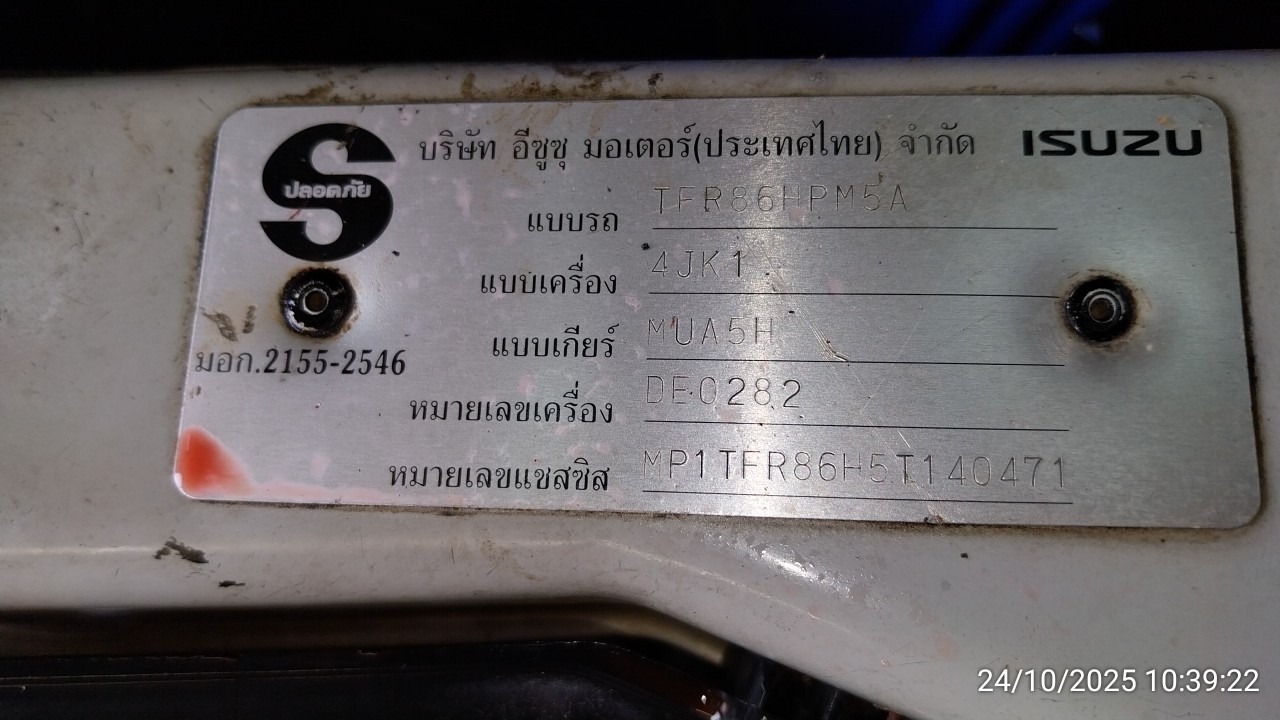 บริษัท อีซูซุ มอเตอร์(ประเทศไทย) จำกัด ISUZU
ปลอดภัย
แบบรถ TFR86HPM5A
แบบเครื่อง 4JK1
แบบเกียร์ MUA5H
มอก.2155-2546
หมายเลขเครื่อง DE0282
หมายเลขแชสซิส MP1TFR86H5T140471
24/10/2025 10:39:22